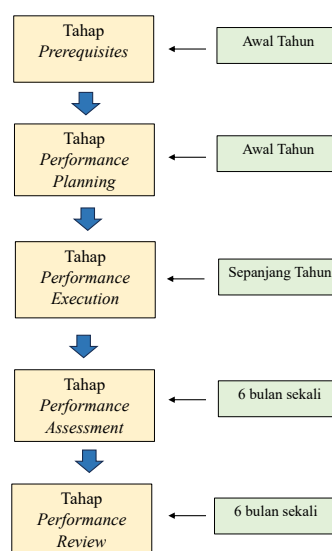 Tahap
Prerequisites
Awal Tahun
Tahap
Performance
Planning
Awal Tahun
Tahap
Performance
Execution
Sepanjang Tahun
Tahap
Performance
Assessment
6 bulan sekali
Tahap
Performance
Review
6 bulan sekali